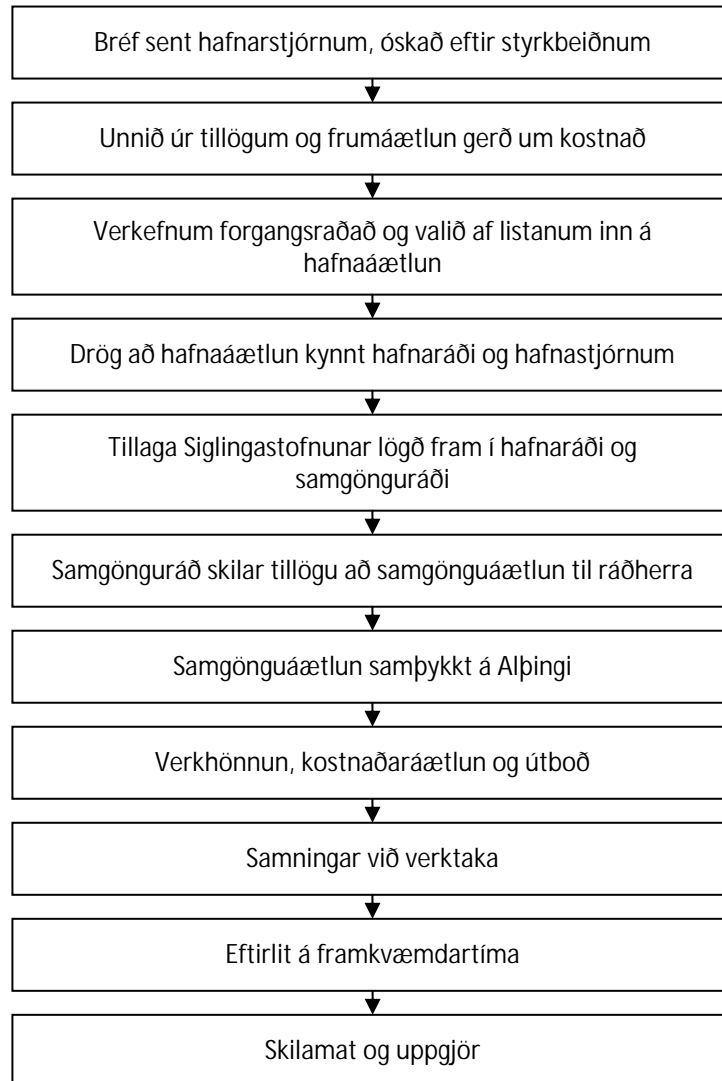 Bréf sent hafnarstjórnum, óskað eftir styrkbeiðnum
Unnið úr tillögum og frumáætlun gerð um kostnað
Verkefnum forgangsraðað og valið af listanum inn á
hafnaáætlun
Drög að hafnaáætlun kynnt hafnaráði og hafnastjórnum
Tillaga Siglingastofnunar lögð fram í hafnaráði og
samgönguráði
Samgönguráð skilar tillögu að samgönguáætlun til ráðherra
Samgönguáætlun samþykkt á Alþingi
Verkhönnun, kostnaðaráætlun og útboð
Samningar við verktaka
Eftirlit á framkvæmdartíma
Skilamat og uppgjör